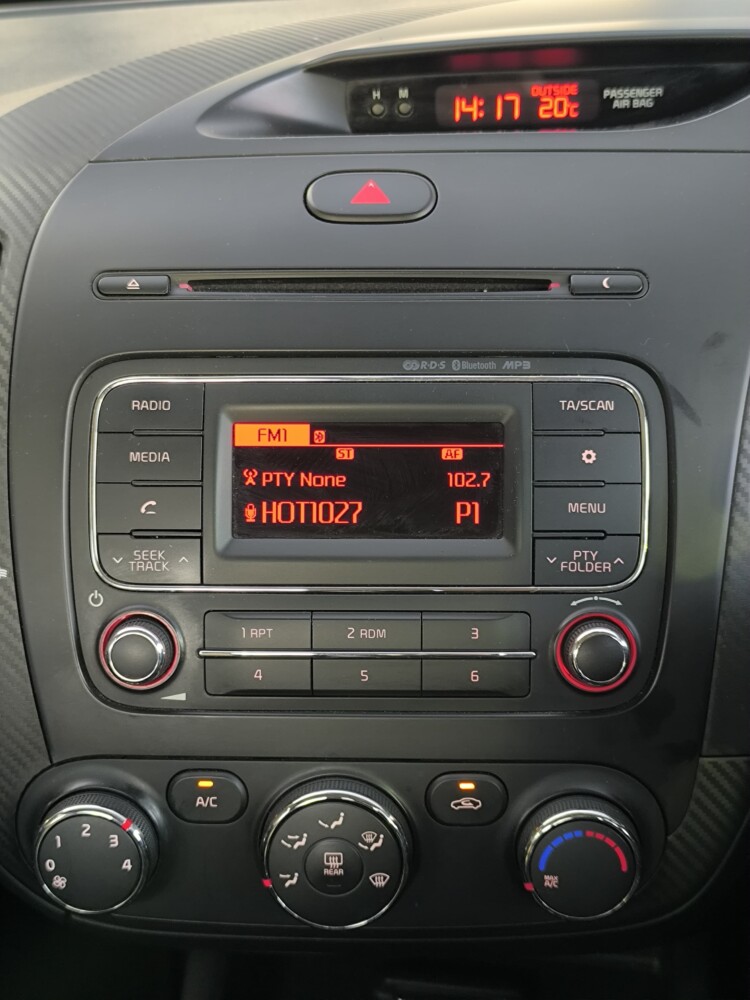 H M
OUTSIDE
14:17 20°C
PASSENGER
AIR BAG
R·D·S Bluetooth MP3
RADIO
TA/SCAN
FM1
ST AF
MEDIA
PTY None 102.7
HOT1027 P1
MENU
SEEK
TRACK
PTY
FOLDER
1 RPT 2 RDM 3
4 5 6
A/C
0 1 2 3 4
REAR
MAX
A/C